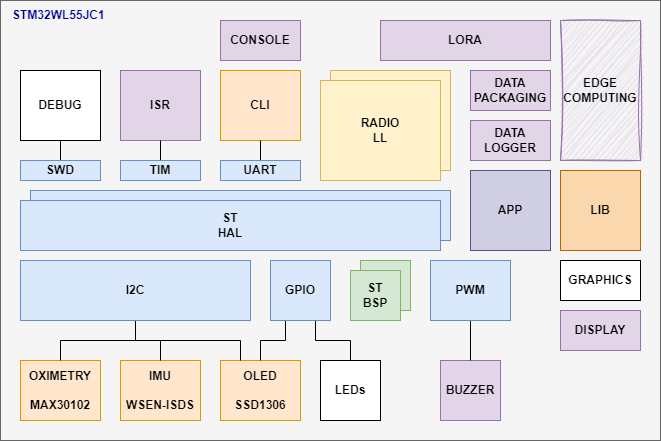 STM32WL55JC1
CONSOLE
LORA
DEBUG
ISR
CLI
RADIO
LL
DATA
PACKAGING
EDGE
COMPUTING
DATA
LOGGER
SWD
TIM
UART
ST
HAL
APP
LIB
I2C
GPIO
ST
BSP
PWM
GRAPHICS
DISPLAY
OXIMETRY
MAX30102
IMU
WSEN-ISDS
OLED
SSD1306
LEDs
BUZZER